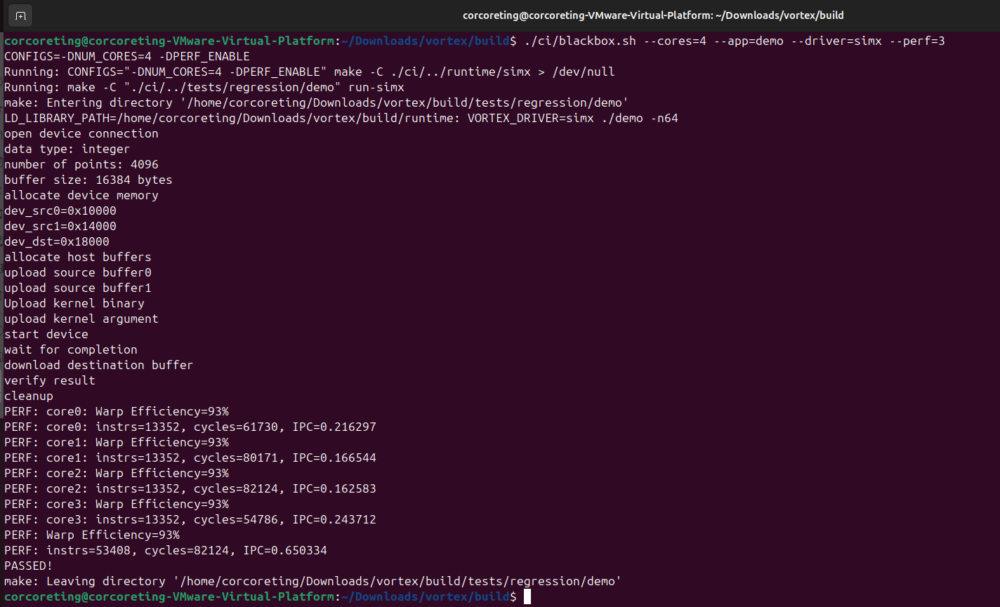 corcoreting@corcoreting-VMware-Virtual-Platform: ~/Downloads/vortex/build
corcoreting@corcoreting-VMware-Virtual-Platform:~/Downloads/vortex/build$ ./ci/blackbox.sh --cores=4 --app=demo --driver=simx --perf=3
CONFIGS=-DNUM_CORES=4 -DPERF_ENABLE
Running: CONFIGS="-DNUM_CORES=4 -DPERF_ENABLE" make -C ./ci/../runtime/simx > /dev/null
Running: make -C "./ci/../tests/regression/demo" run-simx
make: Entering directory '/home/corcoreting/Downloads/vortex/build/tests/regression/demo'
LD_LIBRARY_PATH=/home/corcoreting/Downloads/vortex/build/runtime: VORTEX_DRIVER=simx ./demo -n64
open device connection
data type: integer
number of points: 4096
buffer size: 16384 bytes
allocate device memory
dev_src0=0x10000
dev_src1=0x14000
dev_dst=0x18000
allocate host buffers
upload source buffer0
upload source buffer1
Upload kernel binary
upload kernel argument
start device
wait for completion
download destination buffer
verify result
cleanup
PERF: core0: Warp Efficiency=93%
PERF: core0: instrs=13352, cycles=61730, IPC=0.216297
PERF: core1: Warp Efficiency=93%
PERF: core1: instrs=13352, cycles=80171, IPC=0.166544
PERF: core2: Warp Efficiency=93%
PERF: core2: instrs=13352, cycles=82124, IPC=0.162583
PERF: core3: Warp Efficiency=93%
PERF: core3: instrs=13352, cycles=54786, IPC=0.243712
PERF: Warp Efficiency=93%
PERF: instrs=53408, cycles=82124, IPC=0.650334
PASSED!
make: Leaving directory '/home/corcoreting/Downloads/vortex/build/tests/regression/demo'
corcoreting@corcoreting-VMware-Virtual-Platform:~/Downloads/vortex/build$